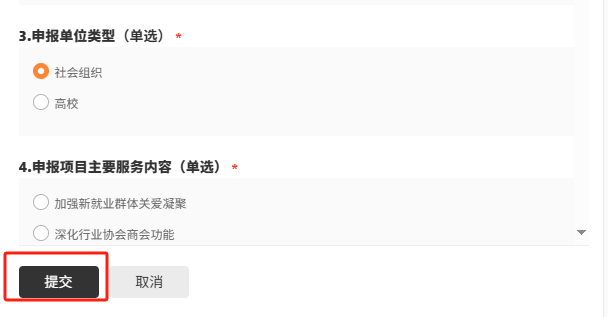 3.申报单位类型（单选） *
社会组织
高校
4.申报项目主要服务内容（单选） *
加强新就业群体关爱凝聚
深化行业协会商会功能
提交 取消